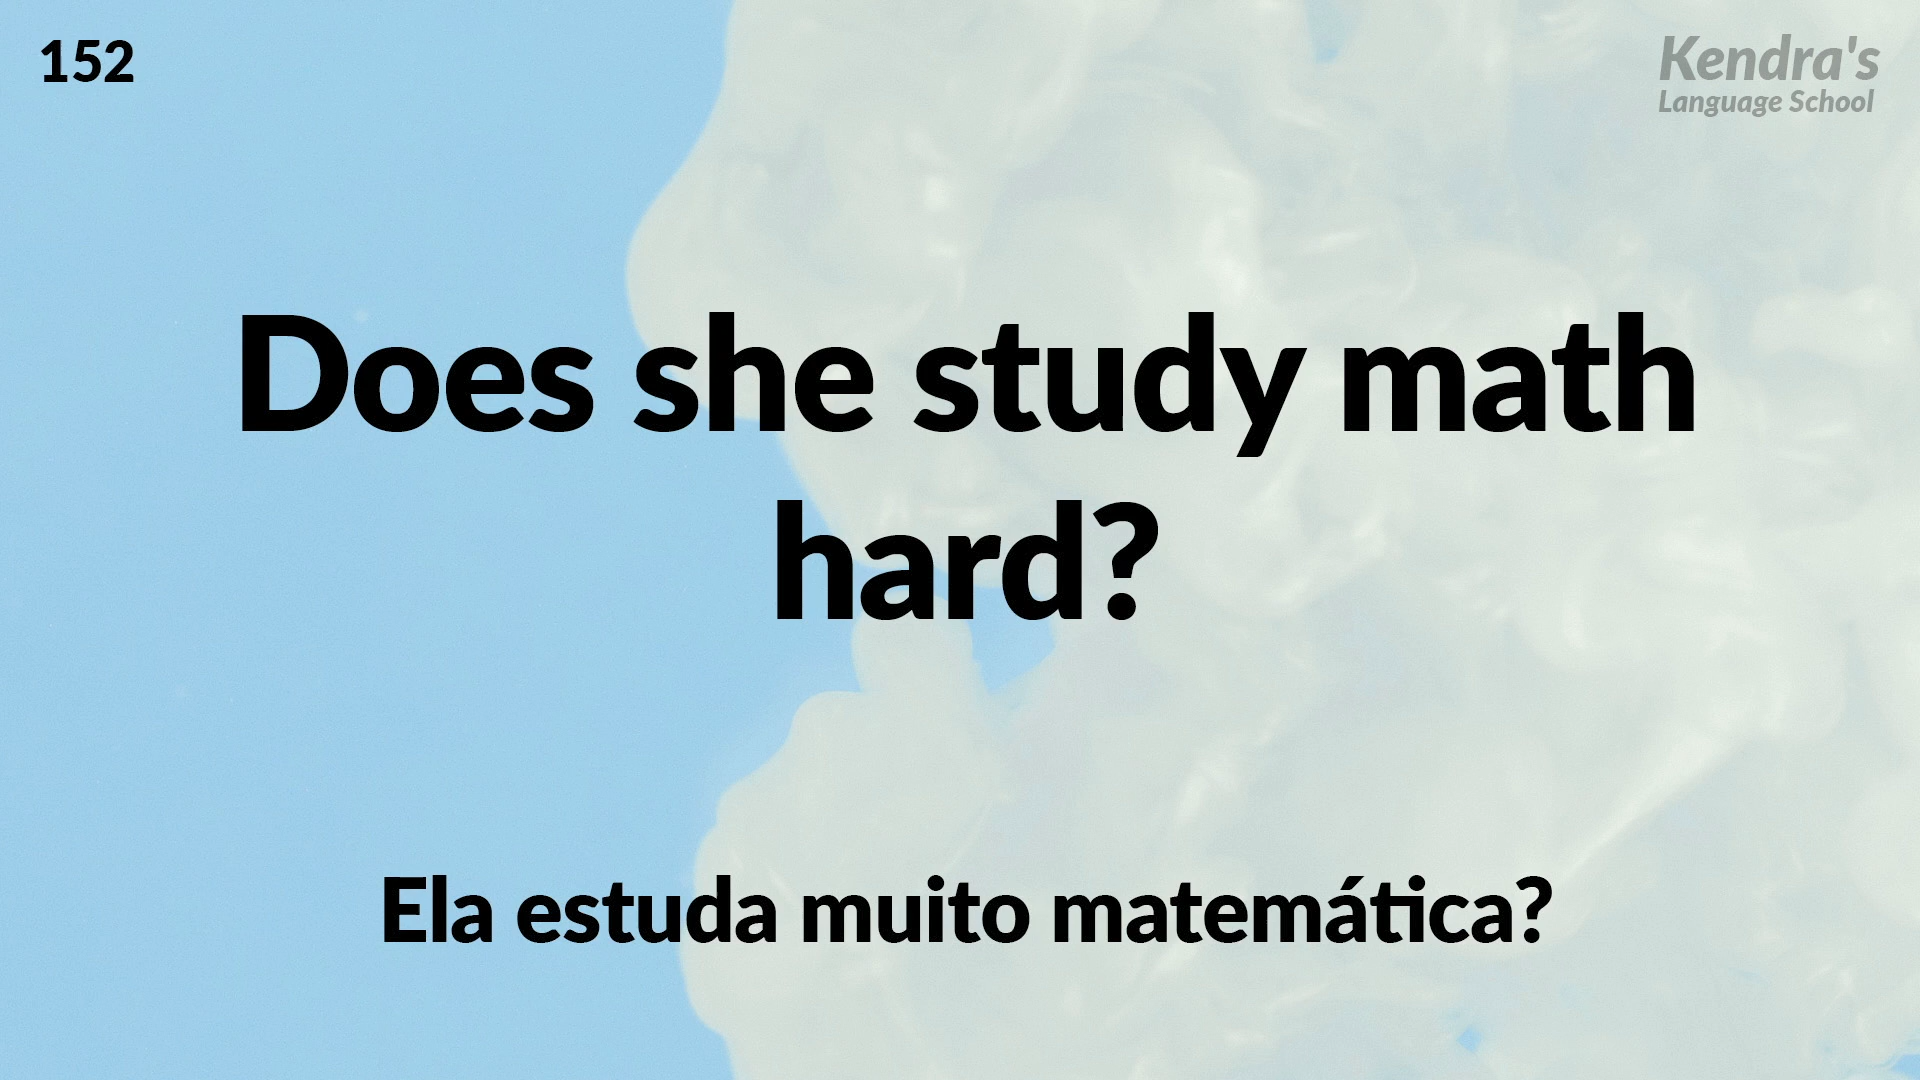 152
Kendra's
Language School
Does she study math
hard?
Ela estuda muito matemática?